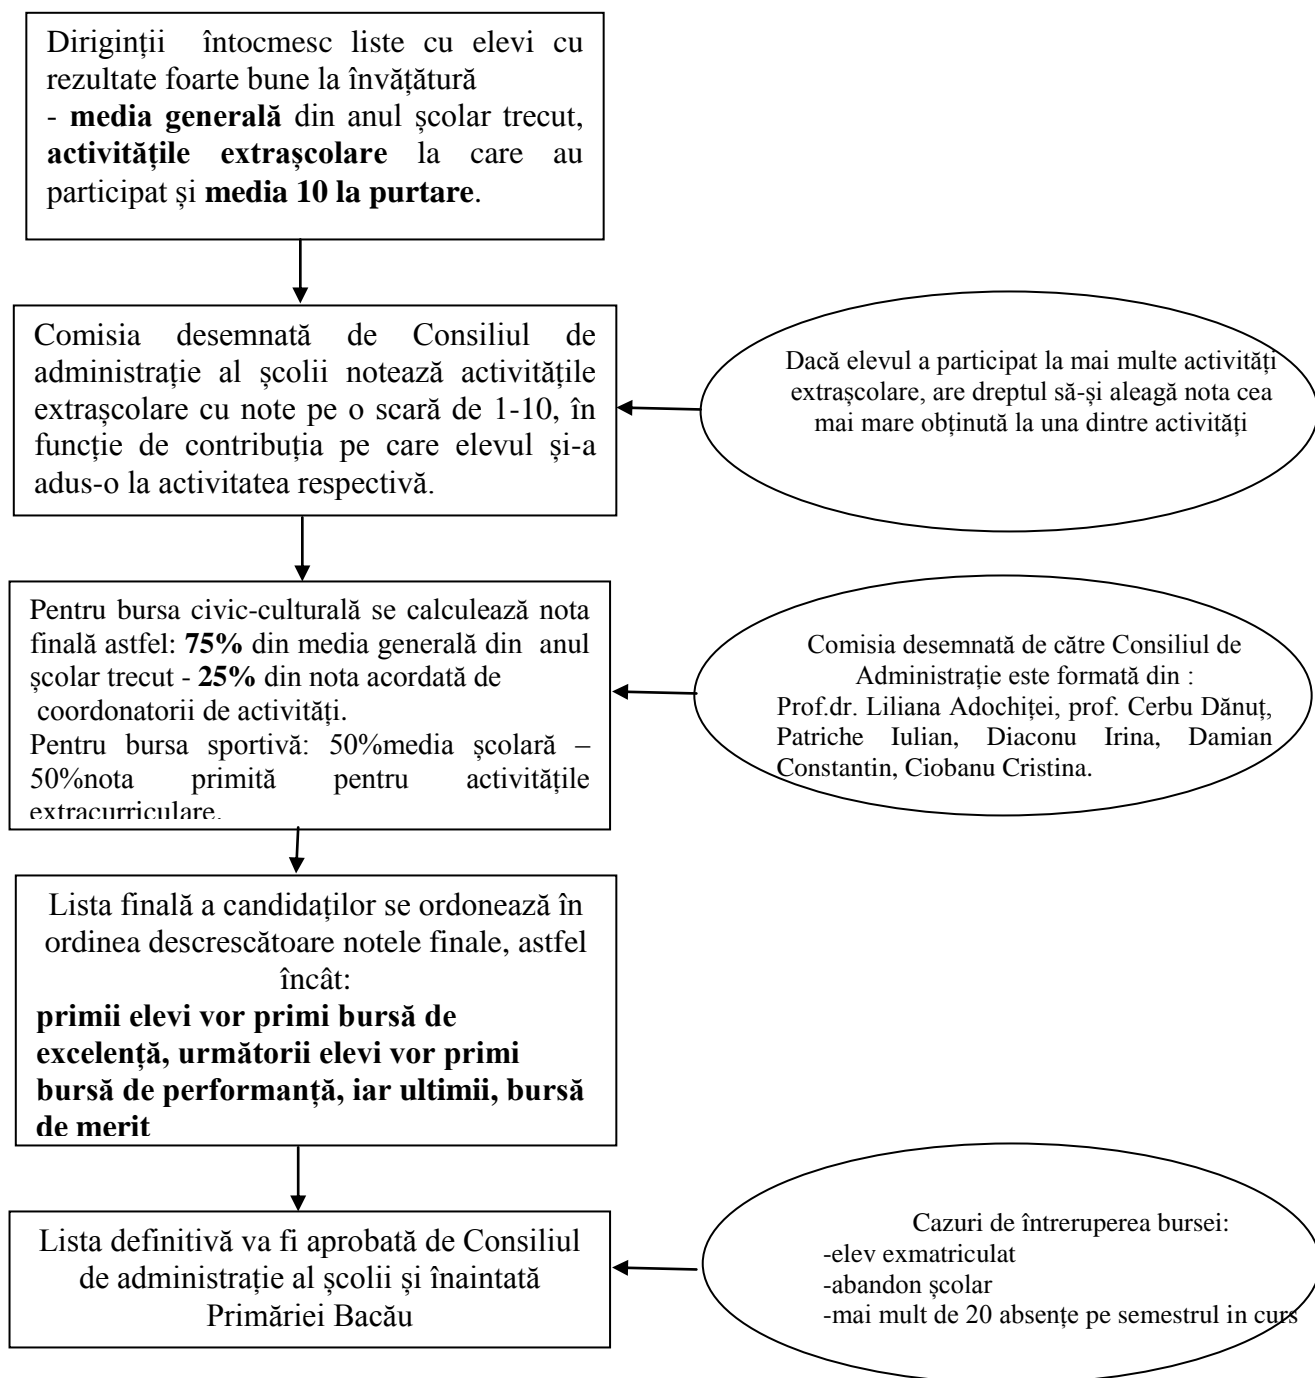 Diriginții întocmesc liste cu elevi cu
rezultate foarte bune la învățătură
- media generală din anul școlar trecut,
activitățile extrașcolare la care au
participat și media 10 la purtare.
Comisia desemnată de Consiliul de
administrație al școlii notează activitățile
extrașcolare cu note pe o scară de 1-10, în
funcție de contribuția pe care elevul și-a
adus-o la activitatea respectivă.
Dacă elevul a participat la mai multe activități
extrașcolare, are dreptul să-și aleagă nota cea
mai mare obținută la una dintre activități
Pentru bursa civic-culturală se calculează nota
finală astfel: 75% din media generală din anul
școlar trecut - 25% din nota acordată de
coordonatorii de activități.
Pentru bursa sportivă: 50%media școlară –
50%nota primită pentru activitățile
extracurriculare.
Comisia desemnată de către Consiliul de
Administrație este formată din :
Prof.dr. Liliana Adochiței, prof. Cerbu Dănuț,
Patriche Iulian, Diaconu Irina, Damian
Constantin, Ciobanu Cristina.
Lista finală a candidaților se ordonează în
ordinea descrescătoare notele finale, astfel
încât:
primii elevi vor primi bursă de
excelență, următorii elevi vor primi
bursă de performanță, iar ultimii, bursă
de merit
Lista definitivă va fi aprobată de Consiliul
de administrație al școlii și înaintată
Primăriei Bacău
Cazuri de întreruperea bursei:
-elev exmatriculat
-abandon școlar
-mai mult de 20 absențe pe semestrul in curs